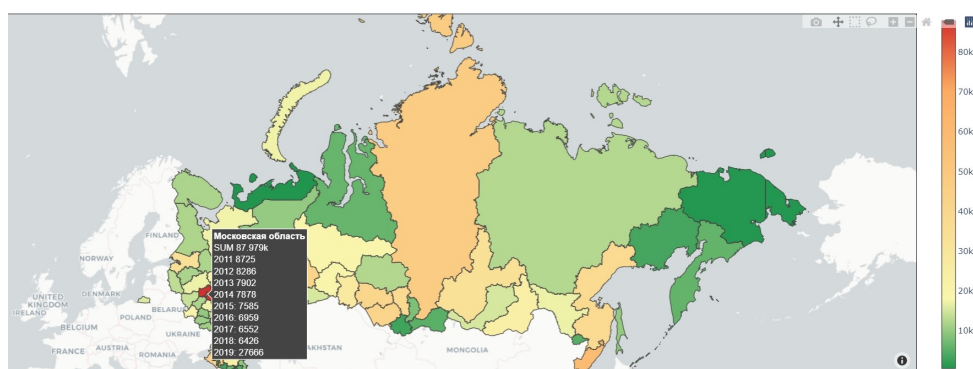 80k
70k
60k
50k
40k
30k
20k
10k
FINLAND
NORWAY
Московская область
SUM 87.979k
2011 8725
2012 8286
2013 7902
2014 7878
2015: 7585
2016: 6959
2017: 6552
2018: 6426
2019: 27666
UNITED
KINGDOM
IRELAND
DENMARK
BELARU
POLAND
BELGIUM
UKRAINE
FRANCE
AUSTRIA
ROMANIA
KHSTAN
MONGOLIA